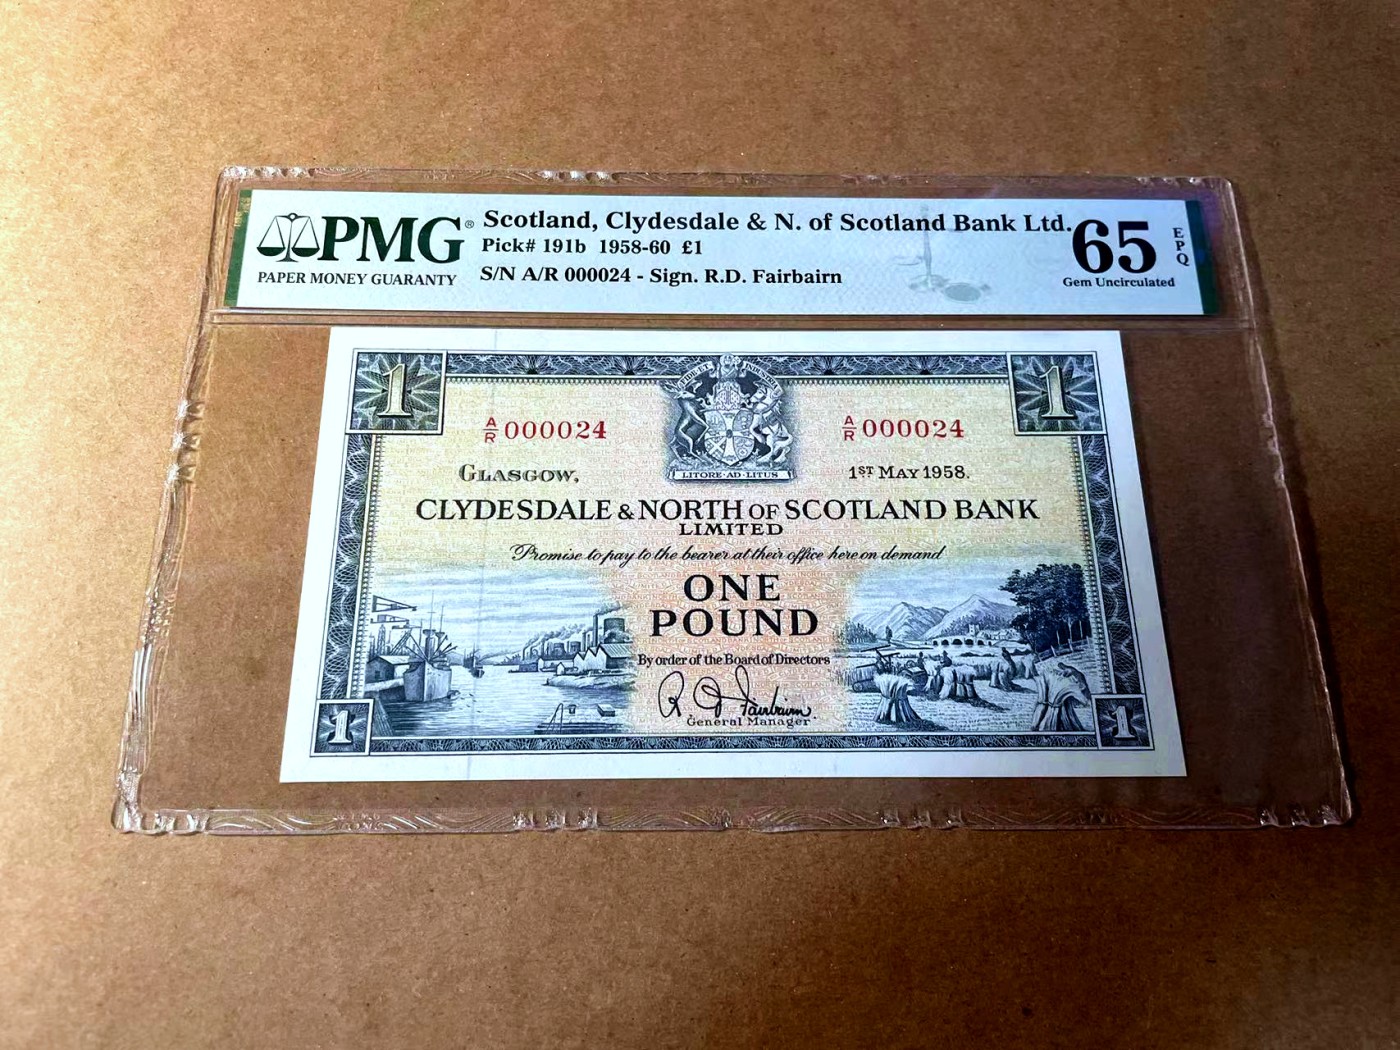 PMG®
PAPER MONEY GUARANTY
Scotland, Clydesdale & N. of Scotland Bank Ltd.
Pick# 191b 1958-60 £1
S/N A/R 000024 - Sign. R.D. Fairbairn
65
Gem Uncirculated
EPQ
1
1
A/R 000024
A/R 000024
LITORE·AD·LITUS
GLASGOW,
1ST MAY 1958.
CLYDESDALE & NORTH OF SCOTLAND BANK
LIMITED
Promise to pay to the bearer at their office here on demand
ONE
POUND
By order of the Board of Directors
R D Fairbairn
General Manager.
1
1